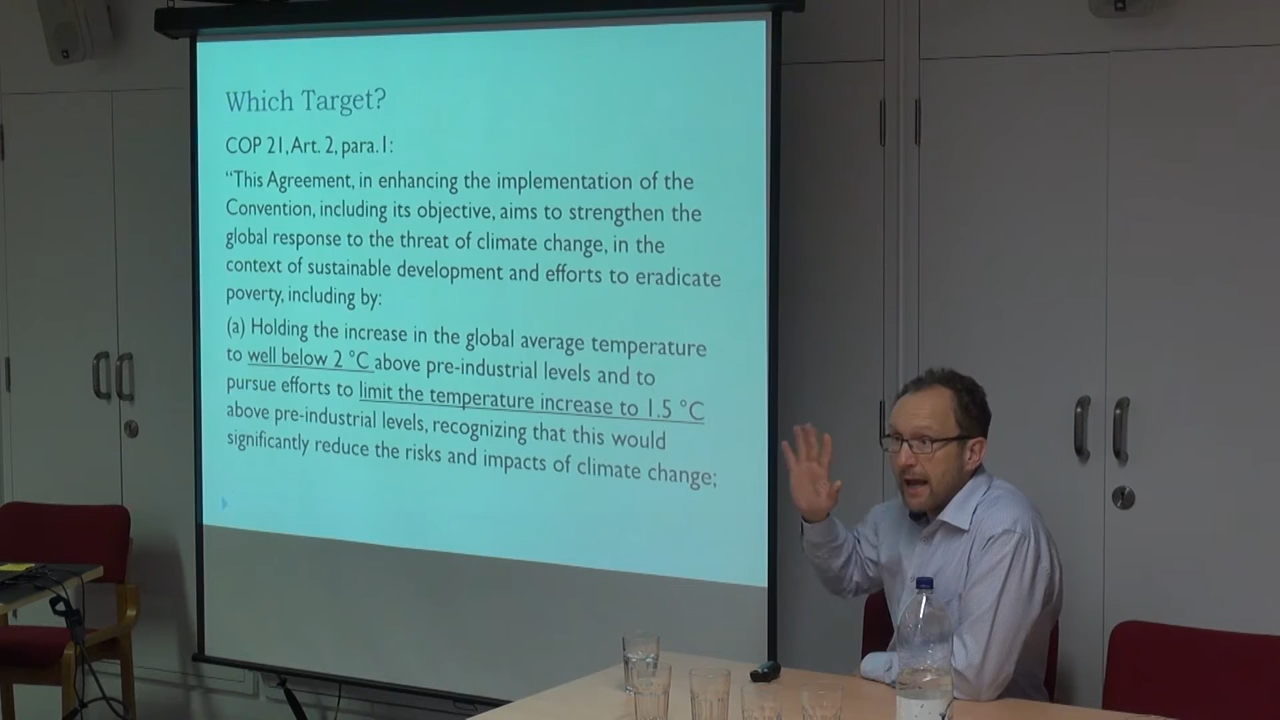 Which Target?
COP 21, Art. 2, para.1:
“This Agreement, in enhancing the implementation of the
Convention, including its objective, aims to strengthen the
global response to the threat of climate change, in the
context of sustainable development and efforts to eradicate
poverty, including by:
(a) Holding the increase in the global average temperature
to well below 2 °C above pre-industrial levels and to
pursue efforts to limit the temperature increase to 1.5 °C
above pre-industrial levels, recognizing that this would
significantly reduce the risks and impacts of climate change;